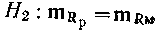 H₂ : m_{R_p} = m_{R_M}